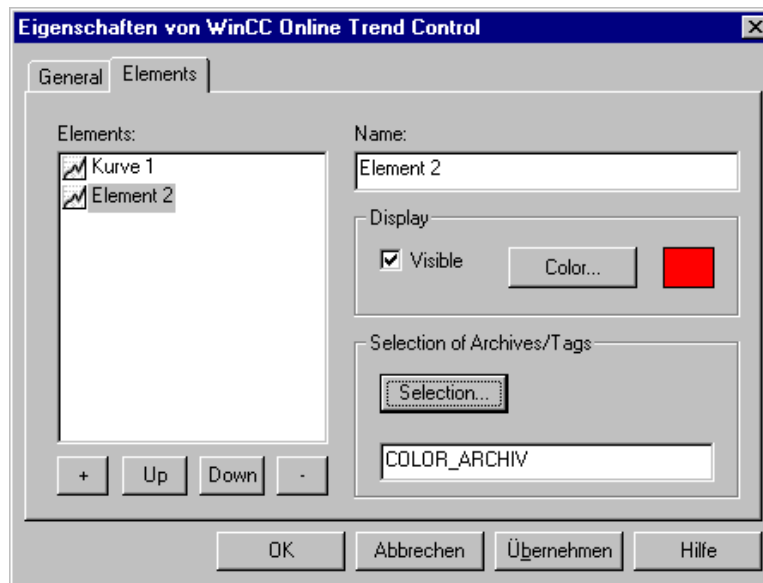 Eigenschaften von WinCC Online Trend Control
General
Elements
Elements:
Kurve 1
Element 2
+
Up
Down
-
Name:
Element 2
Display
Visible
Color...
Selection of Archives/Tags
Selection...
COLOR_ARCHIV
OK
Abbrechen
Übernehmen
Hilfe